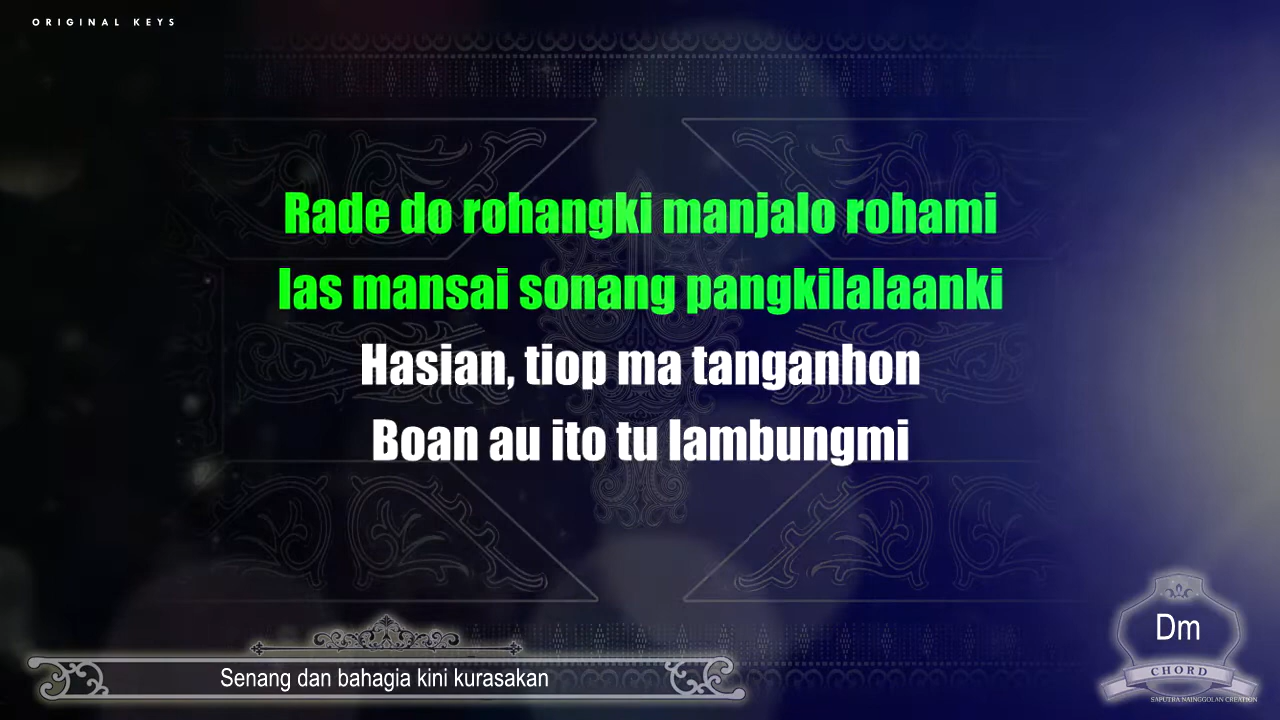 ORIGINAL KEYS
Rade do rohangki manjalo rohami
las mansai sonang pangkilalaanki
Hasian, tiop ma tanganhon
Boan au ito tu lambungmi
Senang dan bahagia kini kurasakan
Dm
CHORD
SAPUTRA NAINGGOLAN CREATION